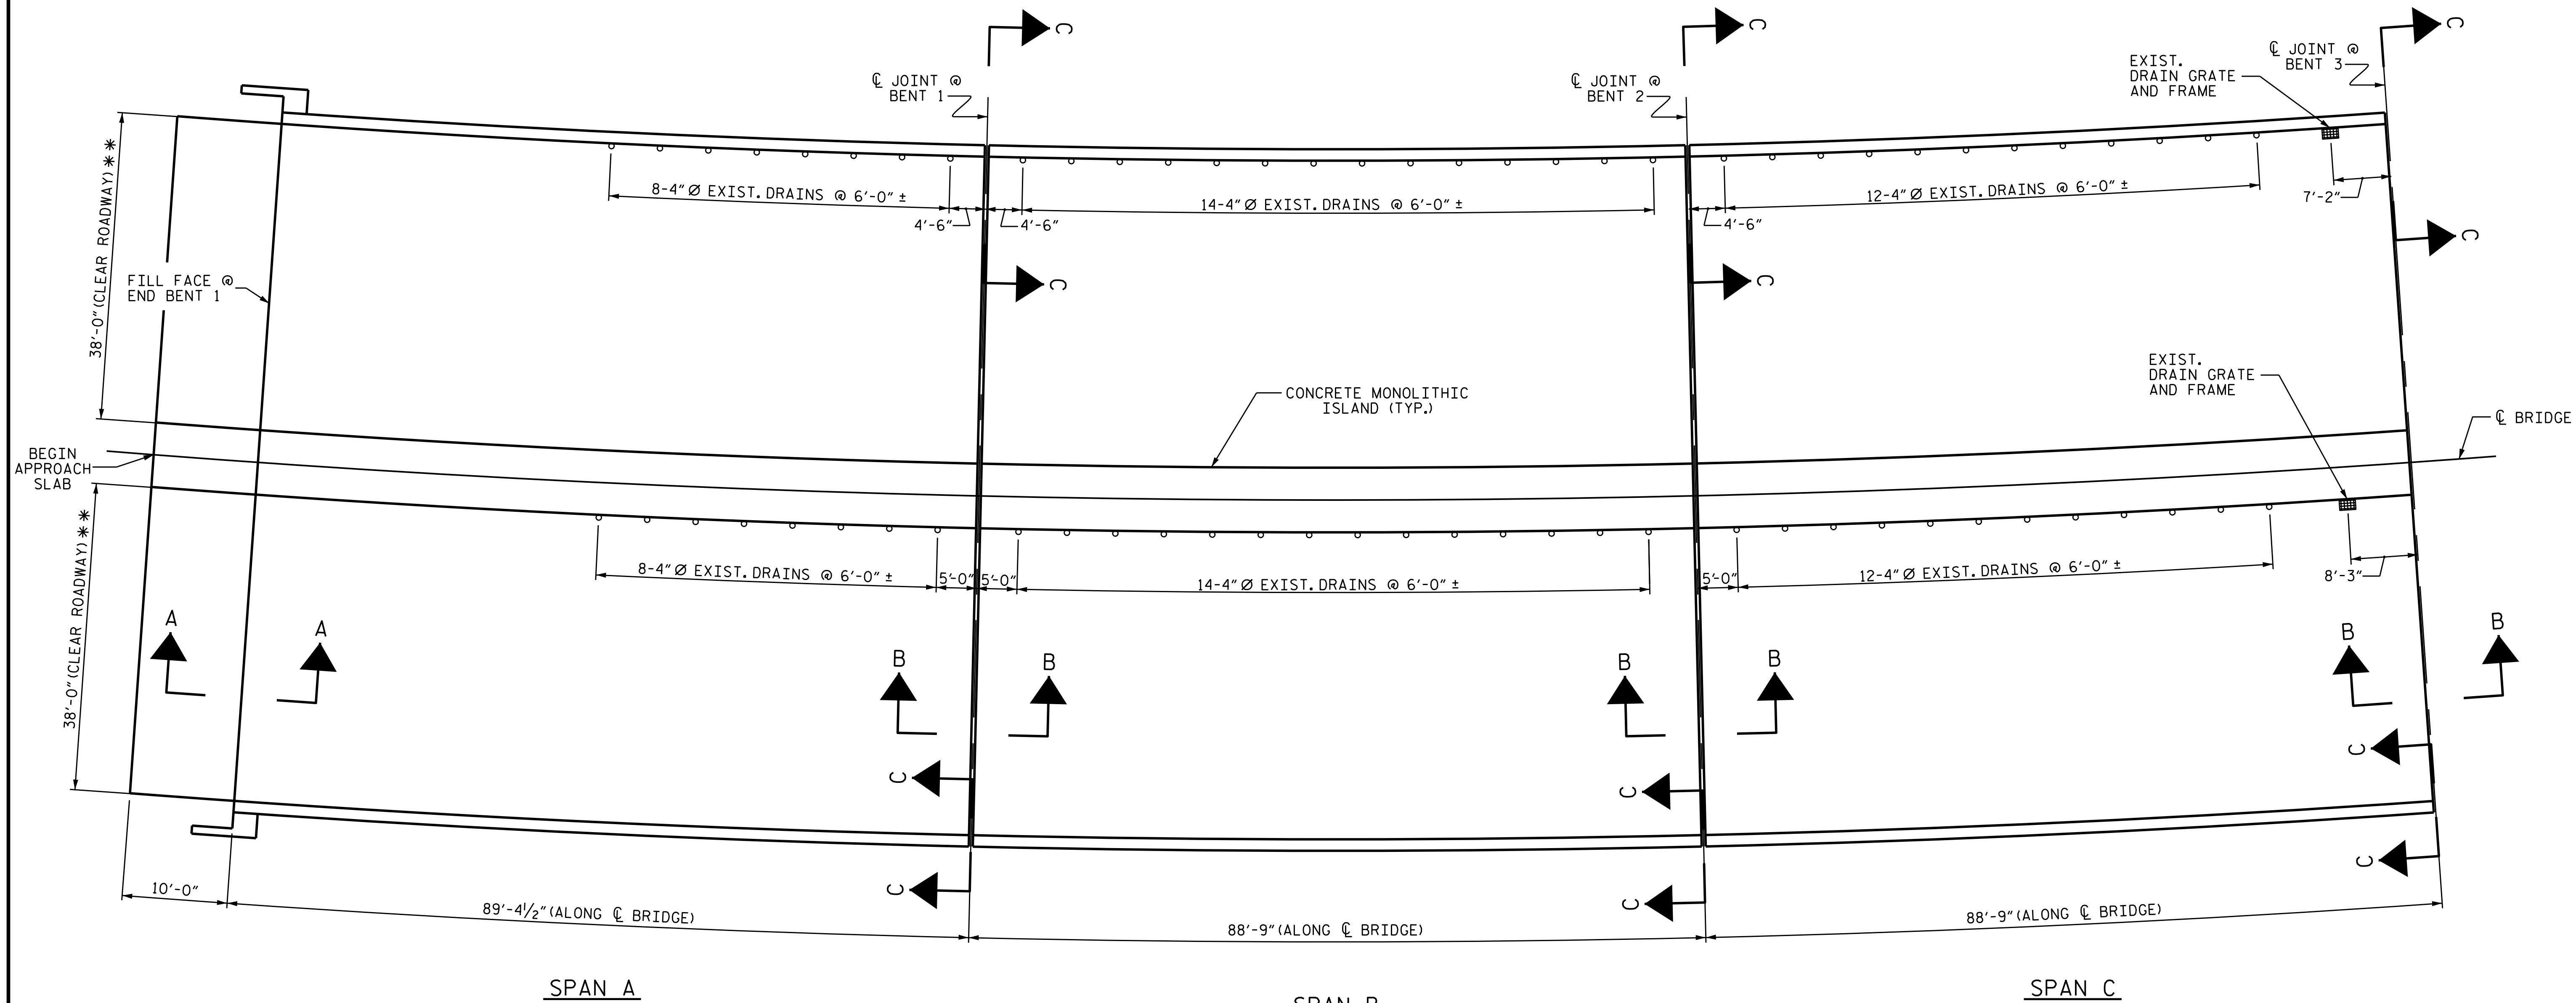 C
C
C
℄ JOINT @
BENT 1
℄ JOINT @
BENT 2
EXIST.
DRAIN GRATE
AND FRAME
℄ JOINT @
BENT 3
38'-0" (CLEAR ROADWAY) **
8-4" Ø EXIST. DRAINS @ 6'-0" ±
14-4" Ø EXIST. DRAINS @ 6'-0" ±
12-4" Ø EXIST. DRAINS @ 6'-0" ±
4'-6"
4'-6"
4'-6"
7'-2"
C
C
C
FILL FACE @
END BENT 1
CONCRETE MONOLITHIC
ISLAND (TYP.)
EXIST.
DRAIN GRATE
AND FRAME
℄ BRIDGE
BEGIN
APPROACH
SLAB
38'-0" (CLEAR ROADWAY) **
8-4" Ø EXIST. DRAINS @ 6'-0" ±
5'-0"
5'-0"
14-4" Ø EXIST. DRAINS @ 6'-0" ±
5'-0"
12-4" Ø EXIST. DRAINS @ 6'-0" ±
8'-3"
A
A
B
B
B
B
B
B
C
C
C
C
C
C
10'-0"
89'-4½" (ALONG ℄ BRIDGE)
88'-9" (ALONG ℄ BRIDGE)
88'-9" (ALONG ℄ BRIDGE)
SPAN A
SPAN B
SPAN C